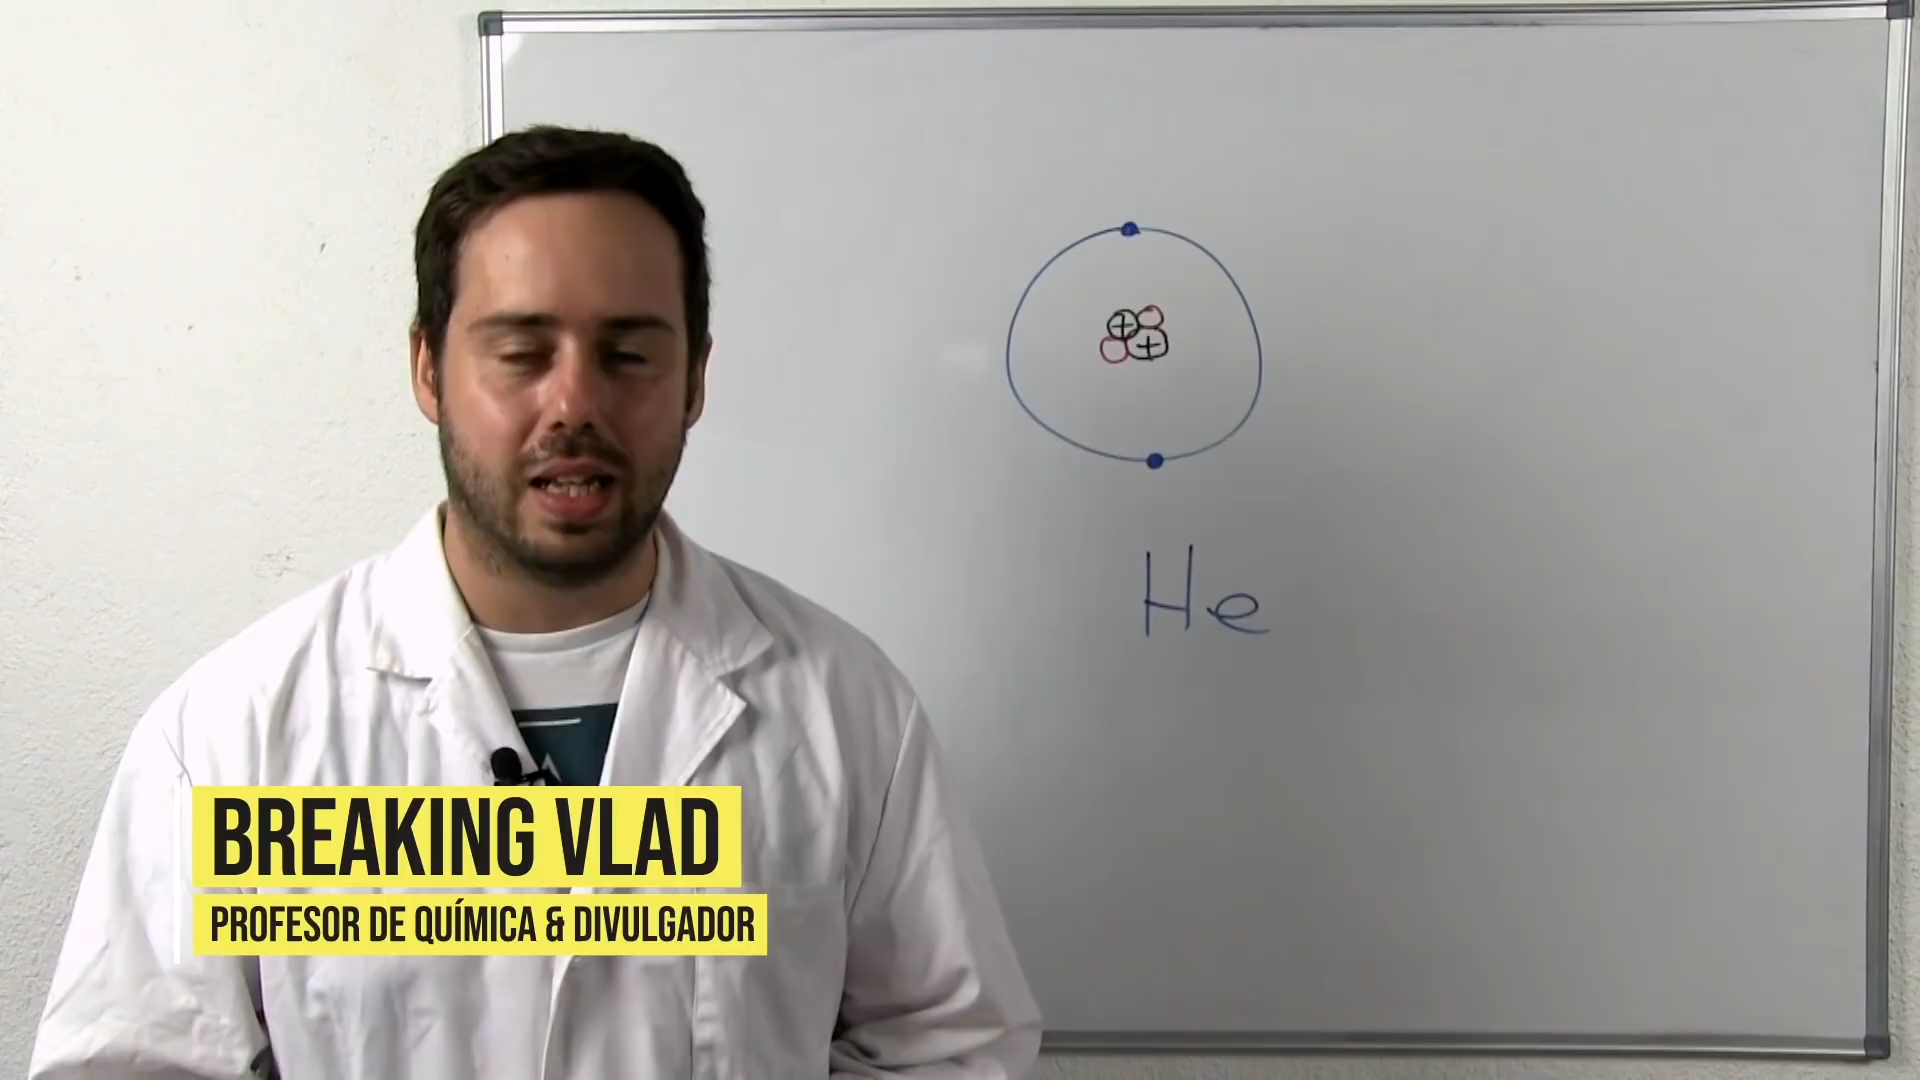 +
+
He
BREAKING VLAD
PROFESOR DE QUÍMICA & DIVULGADOR